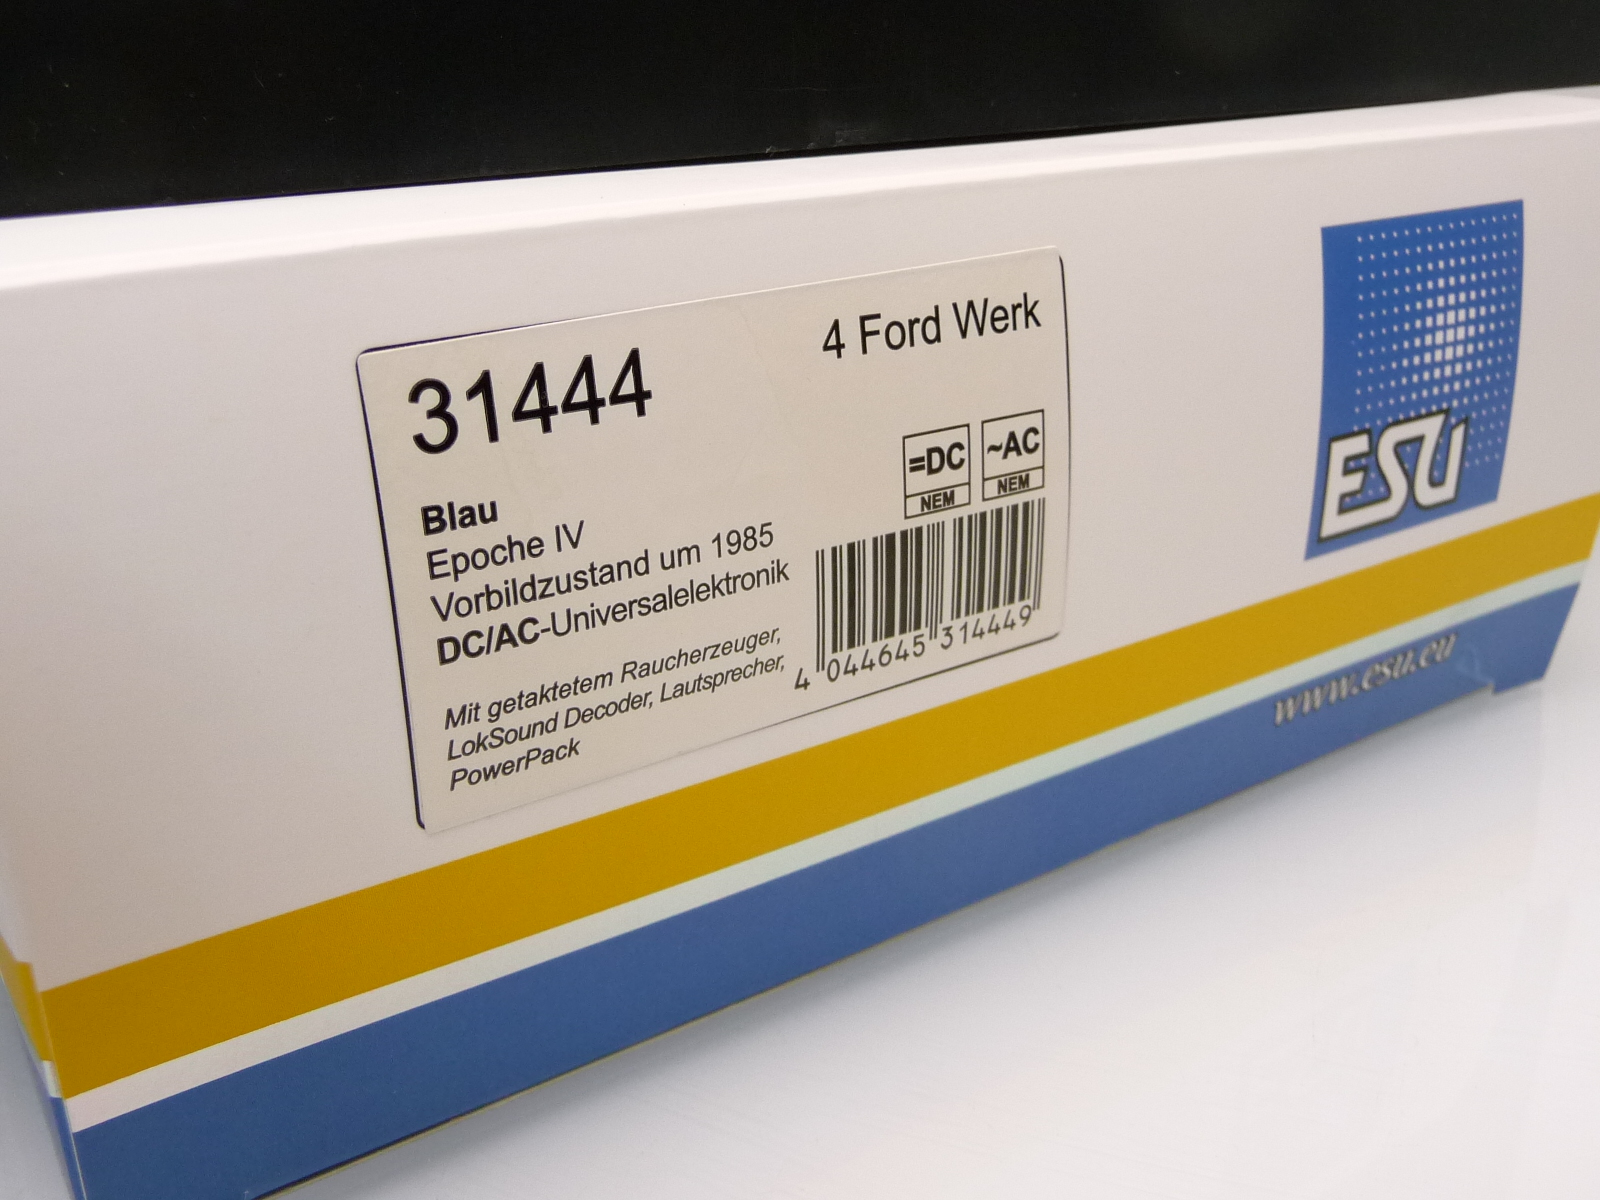 31444
4 Ford Werk
=DC
NEM
~AC
NEM
Blau
Epoche IV
Vorbildzustand um 1985
DC/AC-Universalelektronik
Mit getaktetem Raucherzeuger,
LokSound Decoder, Lautsprecher,
PowerPack
4 044645 314449
ESU
www.esu.eu